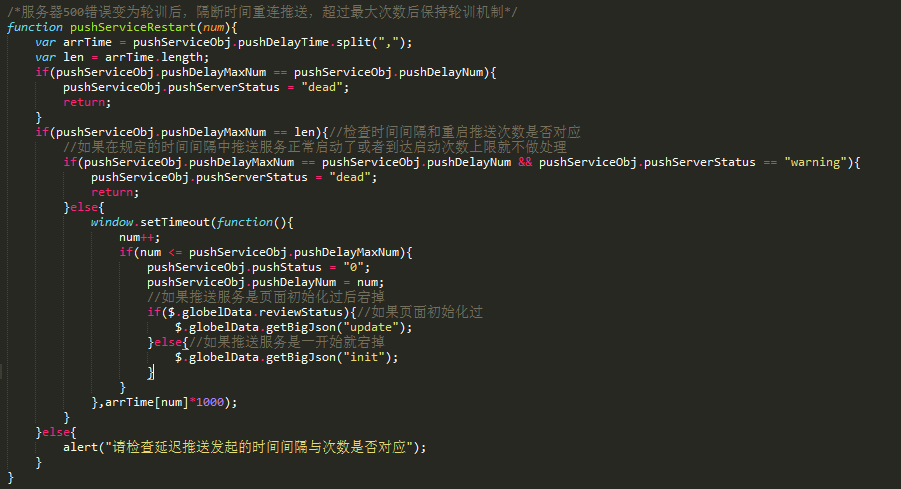 /*服务器500错误变为轮训后，隔断时间重连推送，超过最大次数后保持轮训机制*/
function pushServiceRestart(num){
    var arrTime = pushServiceObj.pushDelayTime.split(",");
    var len = arrTime.length;
    if(pushServiceObj.pushDelayMaxNum == pushServiceObj.pushDelayNum){
        pushServiceObj.pushServerStatus = "dead";
        return;
    }
    if(pushServiceObj.pushDelayMaxNum == len){//检查时间间隔和重启推送次数是否对应
        //如果在规定的时间间隔中推送服务正常启动了或者到达启动次数上限就不做处理
        if(pushServiceObj.pushDelayMaxNum == pushServiceObj.pushDelayNum && pushServiceObj.pushServerStatus == "warning"){
            pushServiceObj.pushServerStatus = "dead";
            return;
        }else{
            window.setTimeout(function(){
                num++;
                if(num <= pushServiceObj.pushDelayMaxNum){
                    pushServiceObj.pushStatus = "0";
                    pushServiceObj.pushDelayNum = num;
                    //如果推送服务是页面初始化过后宕掉
                    if($.globelData.reviewStatus){//如果页面初始化过
                        $.globelData.getBigJson("update");
                    }else{//如果推送服务是一开始就宕掉
                        $.globelData.getBigJson("init");
                    }
                }
            },arrTime[num]*1000);
        }
    }else{
        alert("请检查延迟推送发起的时间间隔与次数是否对应");
    }
}